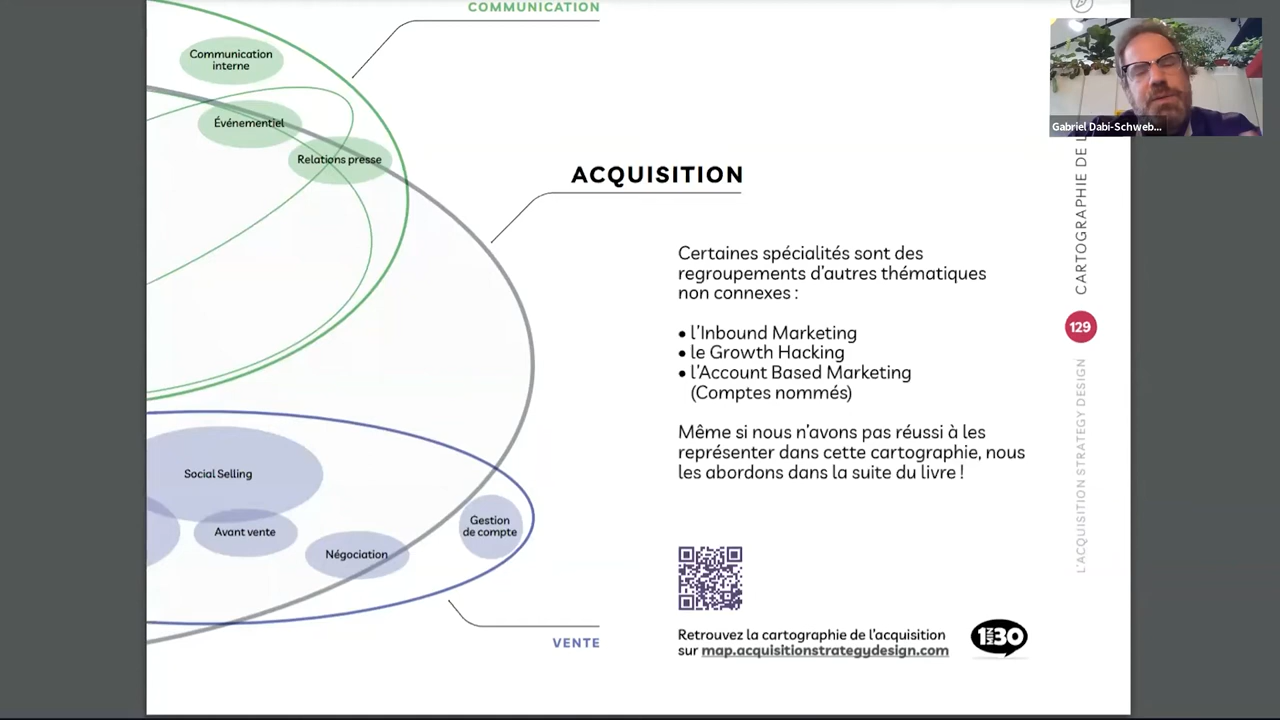 COMMUNICATION
Communication
interne
Événementiel
Relations presse
ACQUISITION
Certaines spécialités sont des
regroupements d'autres thématiques
non connexes :
• l'Inbound Marketing
• le Growth Hacking
• l'Account Based Marketing
(Comptes nommés)
Même si nous n'avons pas réussi à les
représenter dans cette cartographie, nous
les abordons dans la suite du livre !
Social Selling
Avant vente
Négociation
Gestion
de compte
VENTE
Retrouvez la cartographie de l'acquisition
sur map.acquisitionstrategydesign.com
1MIN30
Gabriel Dabi-Schweb...
CARTOGRAPHIE DE L
129
L'ACQUISITION STRATEGY DESIGN